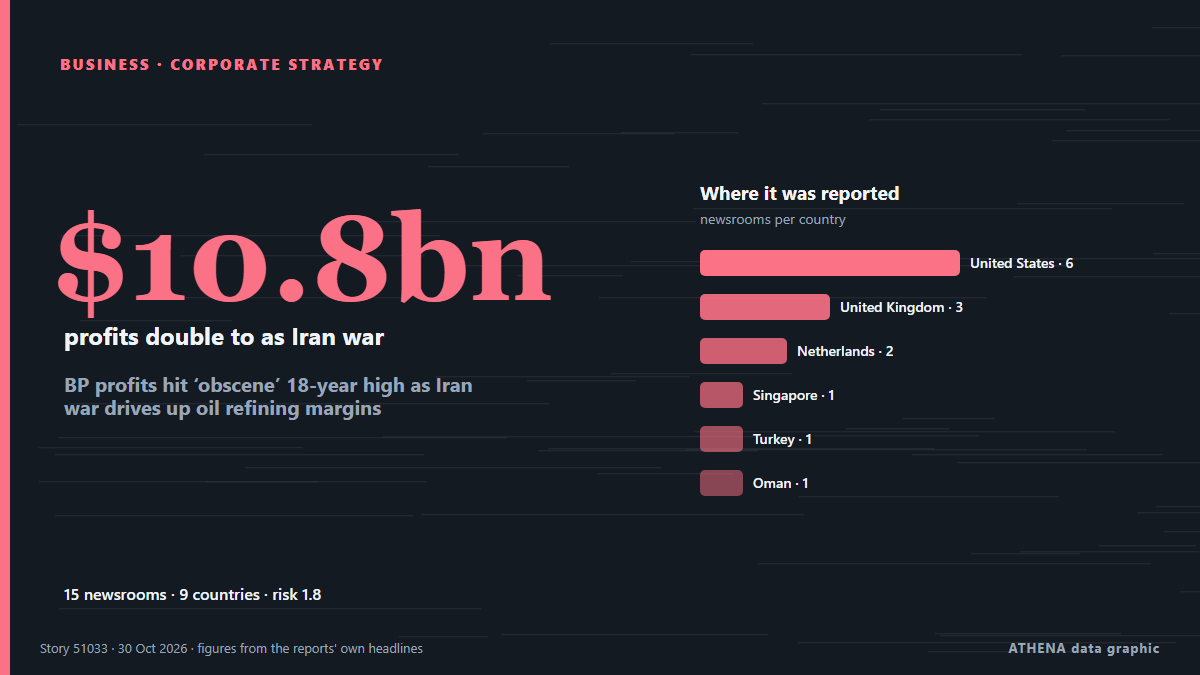 BUSINESS · CORPORATE STRATEGY
$10.8bn
profits double to as Iran war
BP profits hit ‘obscene’ 18-year high as Iran
war drives up oil refining margins
Where it was reported
newsrooms per country
United States · 6
United Kingdom · 3
Netherlands · 2
Singapore · 1
Turkey · 1
Oman · 1
15 newsrooms · 9 countries · risk 1.8
Story 51033 · 30 Oct 2026 · figures from the reports' own headlines
ATHENA data graphic